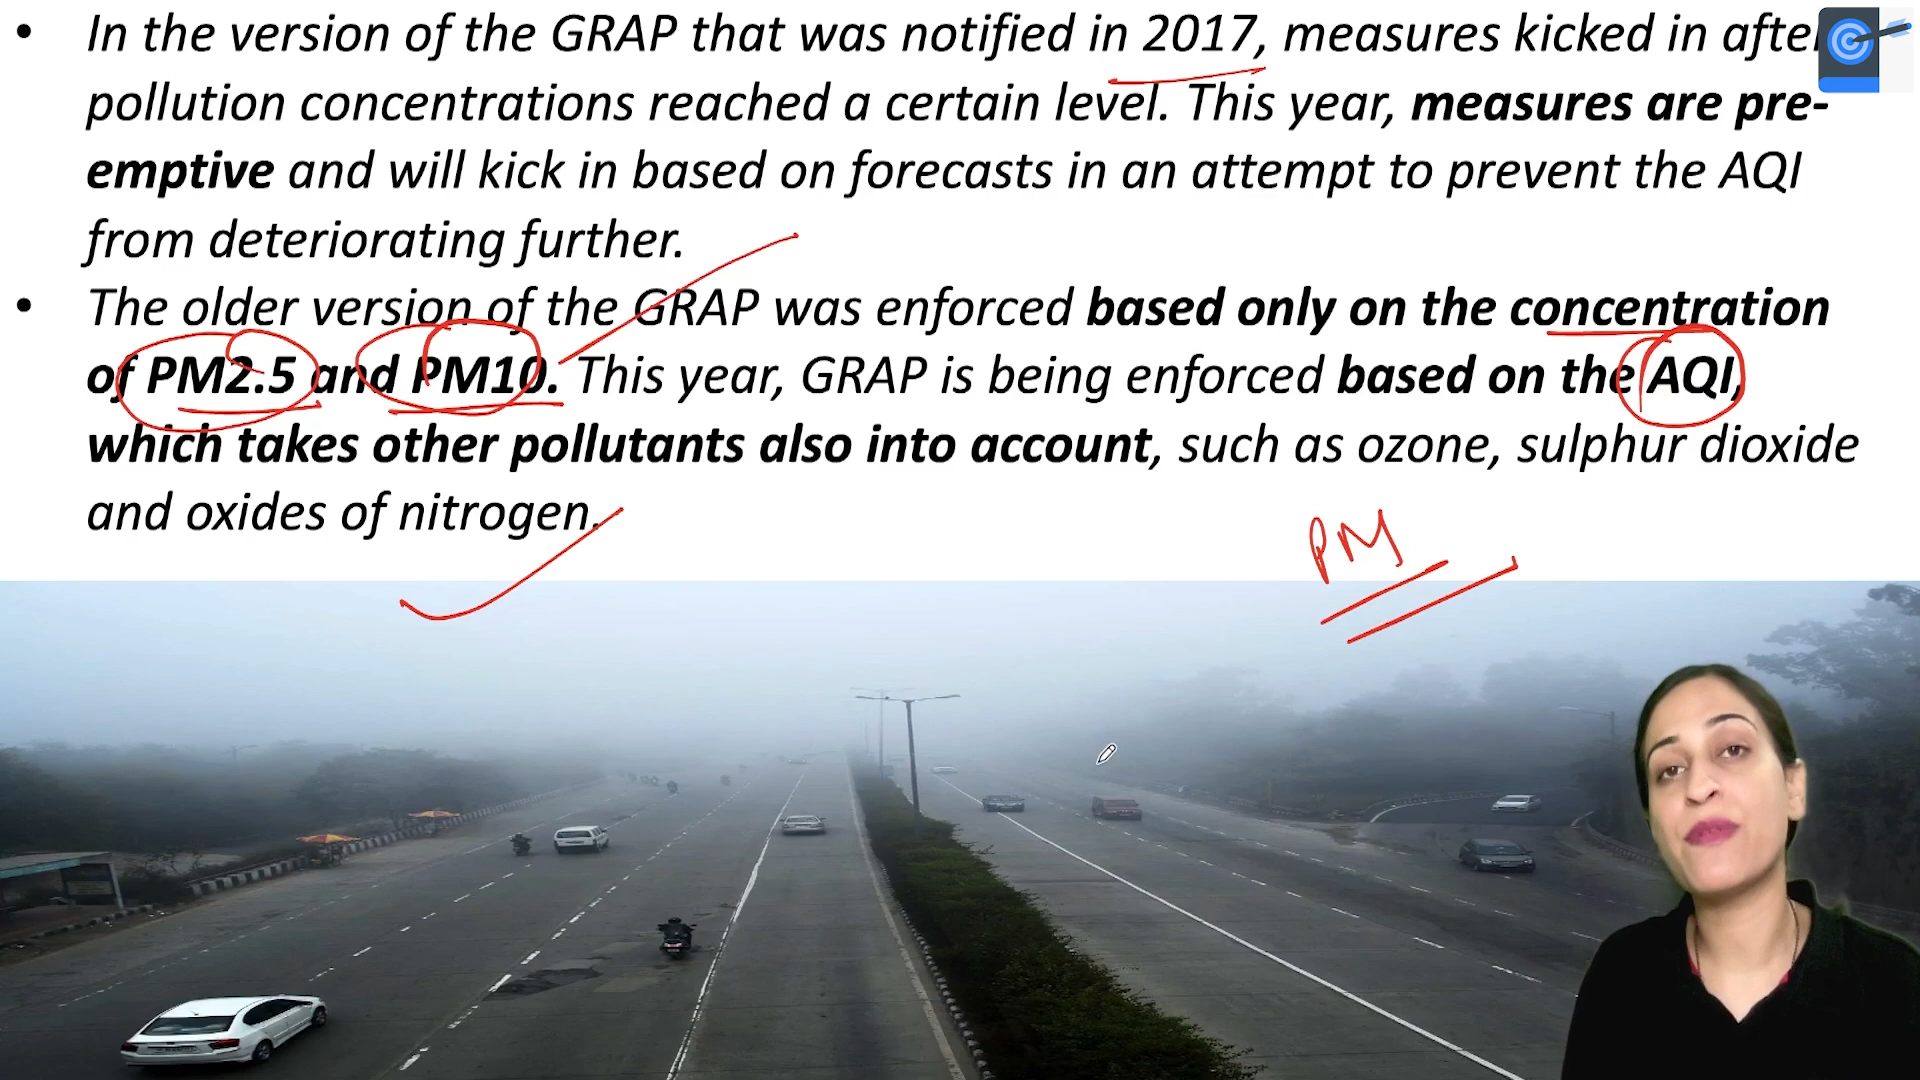 • In the version of the GRAP that was notified in 2017, measures kicked in after
pollution concentrations reached a certain level. This year, measures are pre-
emptive and will kick in based on forecasts in an attempt to prevent the AQI
from deteriorating further.
• The older version of the GRAP was enforced based only on the concentration
of PM2.5 and PM10. This year, GRAP is being enforced based on the AQI,
which takes other pollutants also into account, such as ozone, sulphur dioxide
and oxides of nitrogen.
PM